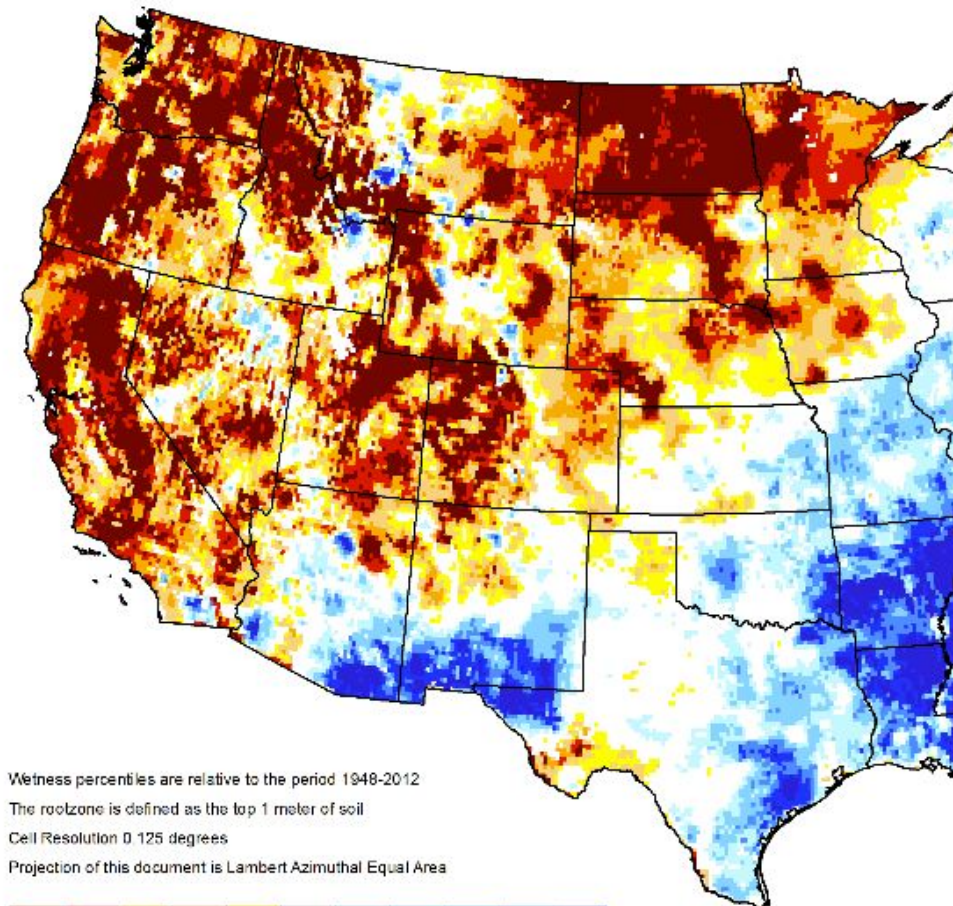 Wetness percentiles are relative to the period 1948-2012
The rootzone is defined as the top 1 meter of soil
Cell Resolution 0.125 degrees
Projection of this document is Lambert Azimuthal Equal Area